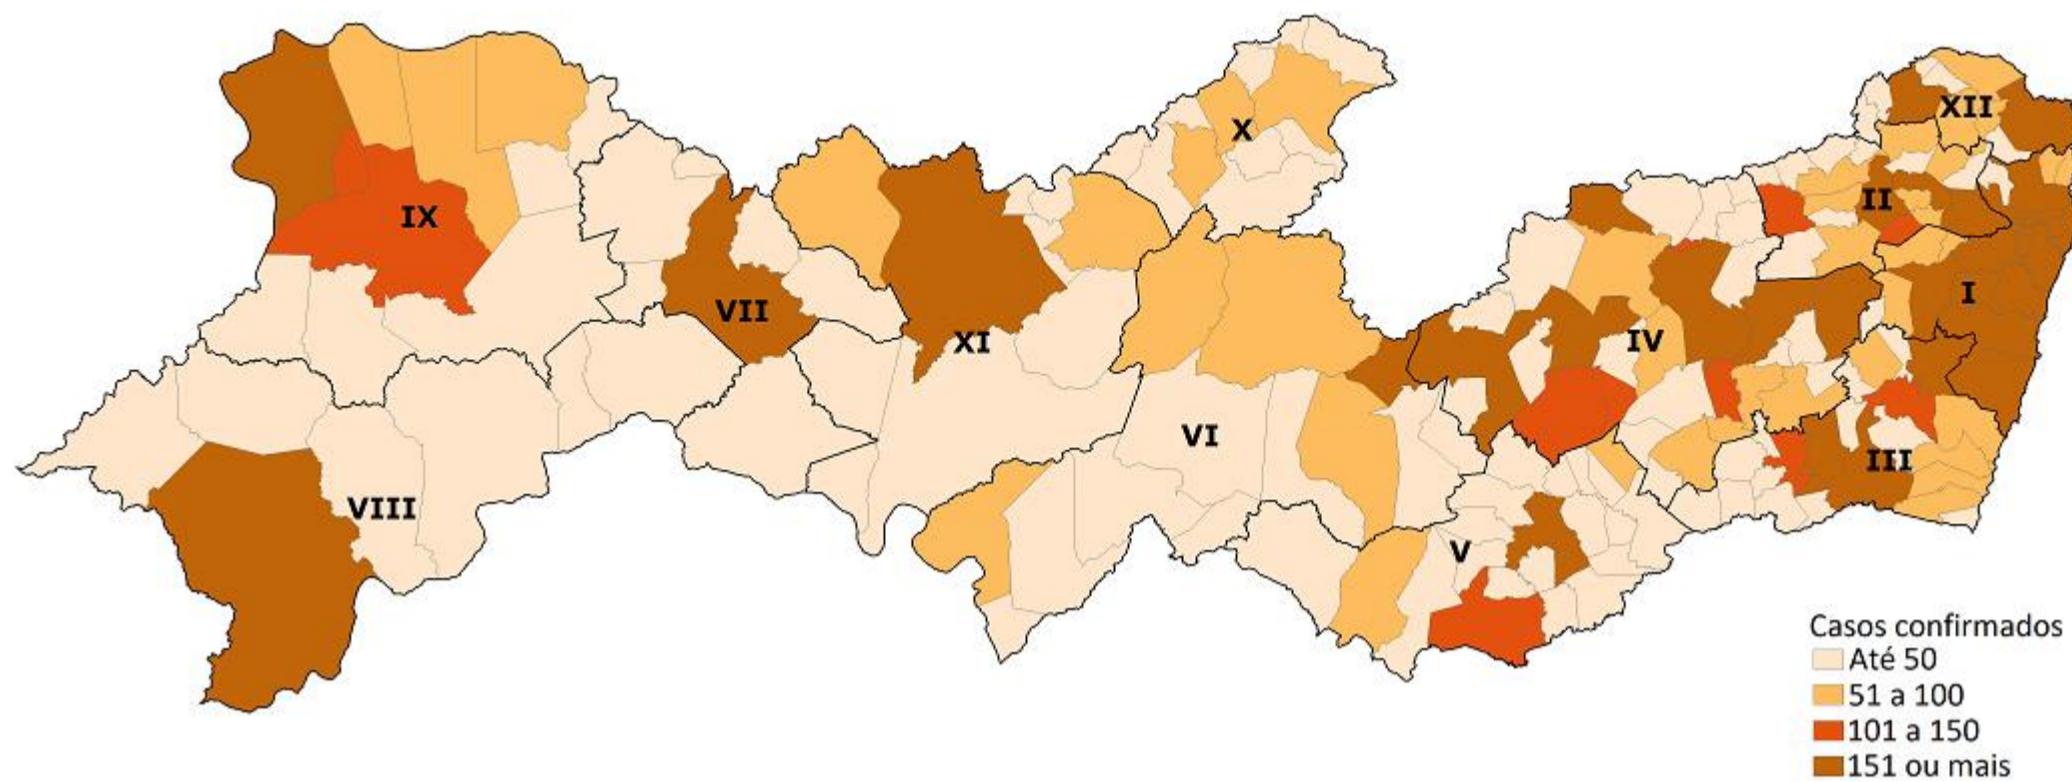 XII
X
II
IX
I
VII
XI
IV
VI
III
VIII
V
Casos confirmados
Até 50
51 a 100
101 a 150
151 ou mais